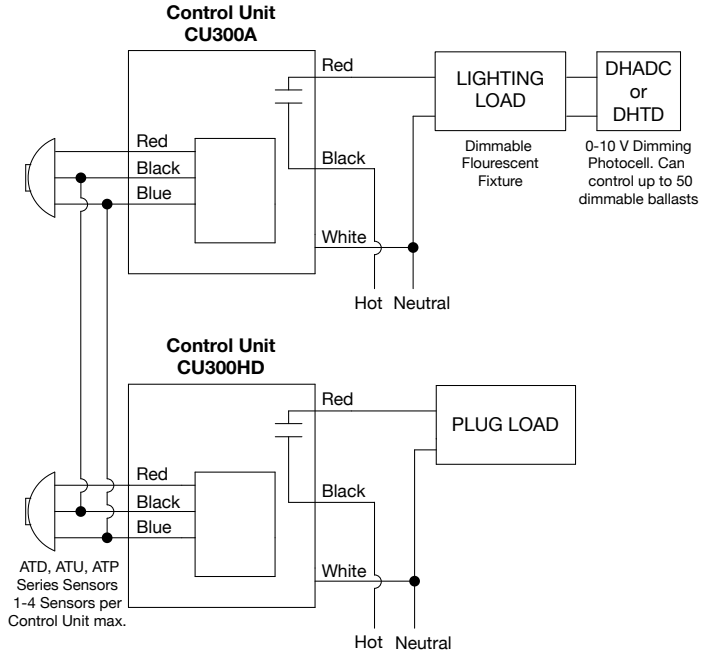 Control Unit
CU300A
Red
LIGHTING
LOAD
DHADC
or
DHTD
Dimmable
Flourescent
Fixture
0-10 V Dimming
Photocell. Can
control up to 50
dimmable ballasts
Red
Black
Blue
Black
White
Hot Neutral
Control Unit
CU300HD
Red
PLUG LOAD
Red
Black
Blue
Black
White
ATD, ATU, ATP
Series Sensors
1-4 Sensors per
Control Unit max.
Hot Neutral